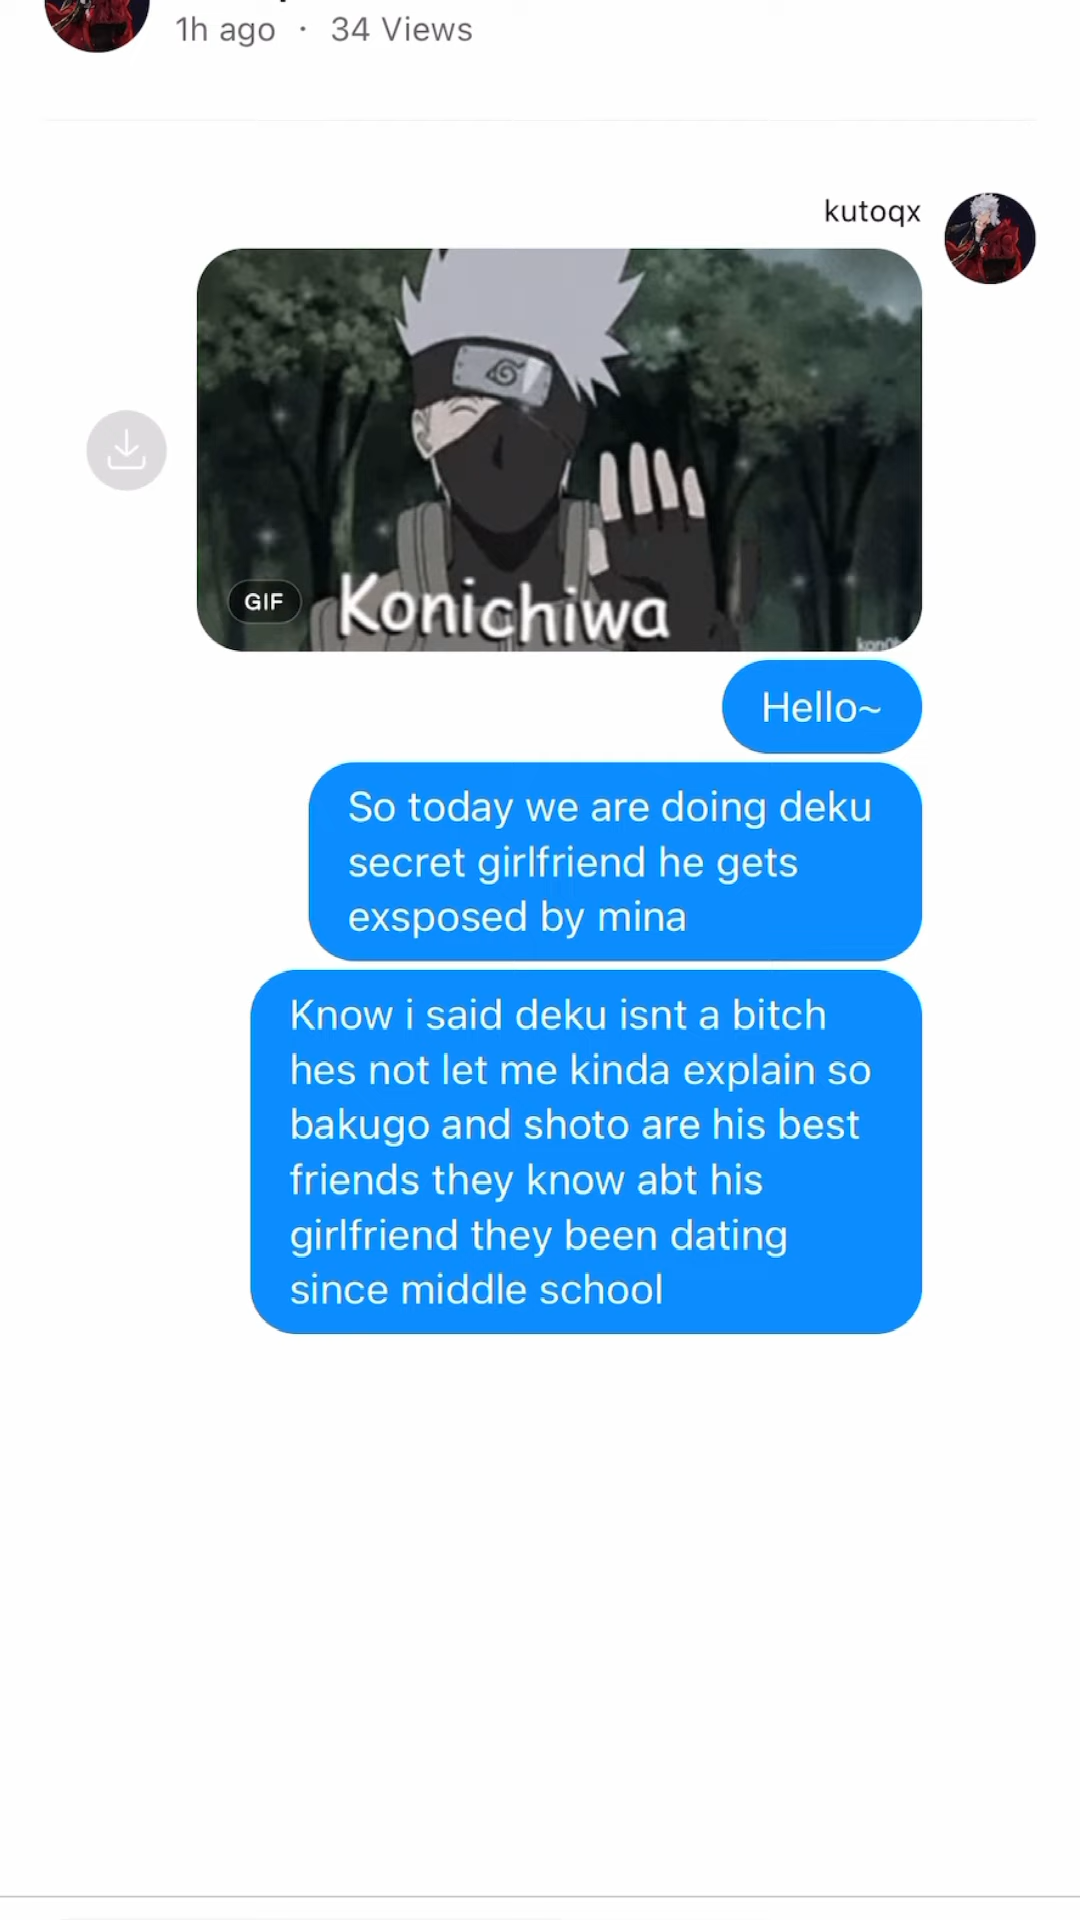 1h ago · 34 Views
kutoqx
GIF
Konichiwa
Hello~
So today we are doing deku
secret girlfriend he gets
exsposed by mina
Know i said deku isnt a bitch
hes not let me kinda explain so
bakugo and shoto are his best
friends they know abt his
girlfriend they been dating
since middle school